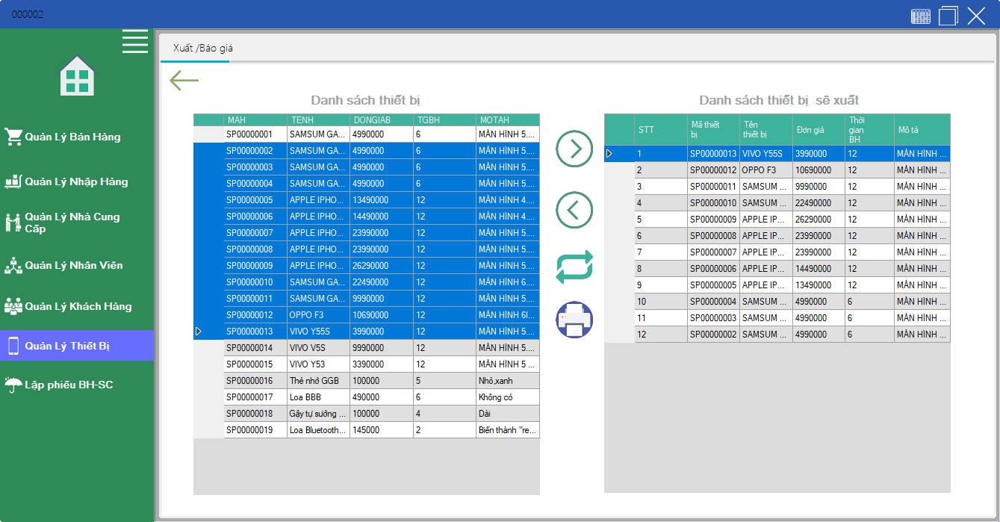 000002
Xuất /Báo giá
Quản Lý Bán Hàng
Quản Lý Nhập Hàng
Quản Lý Nhà Cung
Cấp
Quản Lý Nhân Viên
Quản Lý Khách Hàng
Quản Lý Thiết Bị
Lập phiếu BH-SC
Danh sách thiết bị
MAH TENH DONGIAB TGBH MOTAH
SP00000001 SAMSUM GA... 4990000 6 MÀN HÌNH 5....
SP00000002 SAMSUM GA... 4990000 6 MÀN HÌNH 5....
SP00000003 SAMSUM GA... 4990000 6 MÀN HÌNH 5....
SP00000004 SAMSUM GA... 4990000 6 MÀN HÌNH 5....
SP00000005 APPLE IPHO... 13490000 12 MÀN HÌNH 4....
SP00000006 APPLE IPHO... 14490000 12 MÀN HÌNH 4....
SP00000007 APPLE IPHO... 23990000 12 MÀN HÌNH 5....
SP00000008 APPLE IPHO... 23990000 12 MÀN HÌNH 5....
SP00000009 APPLE IPHO... 26290000 12 MÀN HÌNH 5....
SP00000010 SAMSUM GA... 22490000 12 MÀN HÌNH 6....
SP00000011 SAMSUM GA... 9990000 12 MÀN HÌNH 5....
SP00000012 OPPO F3 10690000 12 MÀN HÌNH 6I...
SP00000013 VIVO Y55S 3990000 12 MÀN HÌNH 5....
SP00000014 VIVO V5S 9990000 12 MÀN HÌNH 5....
SP00000015 VIVO Y53 3390000 12 MÀN HÌNH 5 ...
SP00000016 Thẻ nhớ GGB 100000 5 Nhỏ,xanh
SP00000017 Loa BBB 490000 6 Không có
SP00000018 Gậy tự sướng ... 100000 4 Dài
SP00000019 Loa Bluetooth... 145000 2 Biến thành "re...
Danh sách thiết bị sẽ xuất
STT Mã thiết bị Tên thiết bị Đơn giá Thời gian BH Mô tả
1 SP00000013 VIVO Y55S 3990000 12 MÀN HÌNH ...
2 SP00000012 OPPO F3 10690000 12 MÀN HÌNH ...
3 SP00000011 SAMSUM ... 9990000 12 MÀN HÌNH ...
4 SP00000010 SAMSUM ... 22490000 12 MÀN HÌNH ...
5 SP00000009 APPLE IP... 26290000 12 MÀN HÌNH ...
6 SP00000008 APPLE IP... 23990000 12 MÀN HÌNH ...
7 SP00000007 APPLE IP... 23990000 12 MÀN HÌNH ...
8 SP00000006 APPLE IP... 14490000 12 MÀN HÌNH ...
9 SP00000005 APPLE IP... 13490000 12 MÀN HÌNH ...
10 SP00000004 SAMSUM ... 4990000 6 MÀN HÌNH ...
11 SP00000003 SAMSUM ... 4990000 6 MÀN HÌNH ...
12 SP00000002 SAMSUM ... 4990000 6 MÀN HÌNH ...